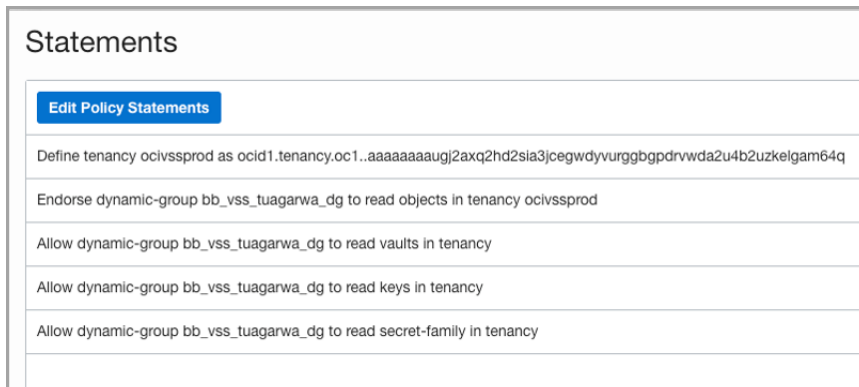 Statements
Edit Policy Statements
Define tenancy ocivssprod as ocid1.tenancy.oc1..aaaaaaaaugj2axq2hd2sia3jcegwdyvurggbgpdrvwda2u4b2uzkelgam64q
Endorse dynamic-group bb_vss_tuagarwa_dg to read objects in tenancy ocivssprod
Allow dynamic-group bb_vss_tuagarwa_dg to read vaults in tenancy
Allow dynamic-group bb_vss_tuagarwa_dg to read keys in tenancy
Allow dynamic-group bb_vss_tuagarwa_dg to read secret-family in tenancy